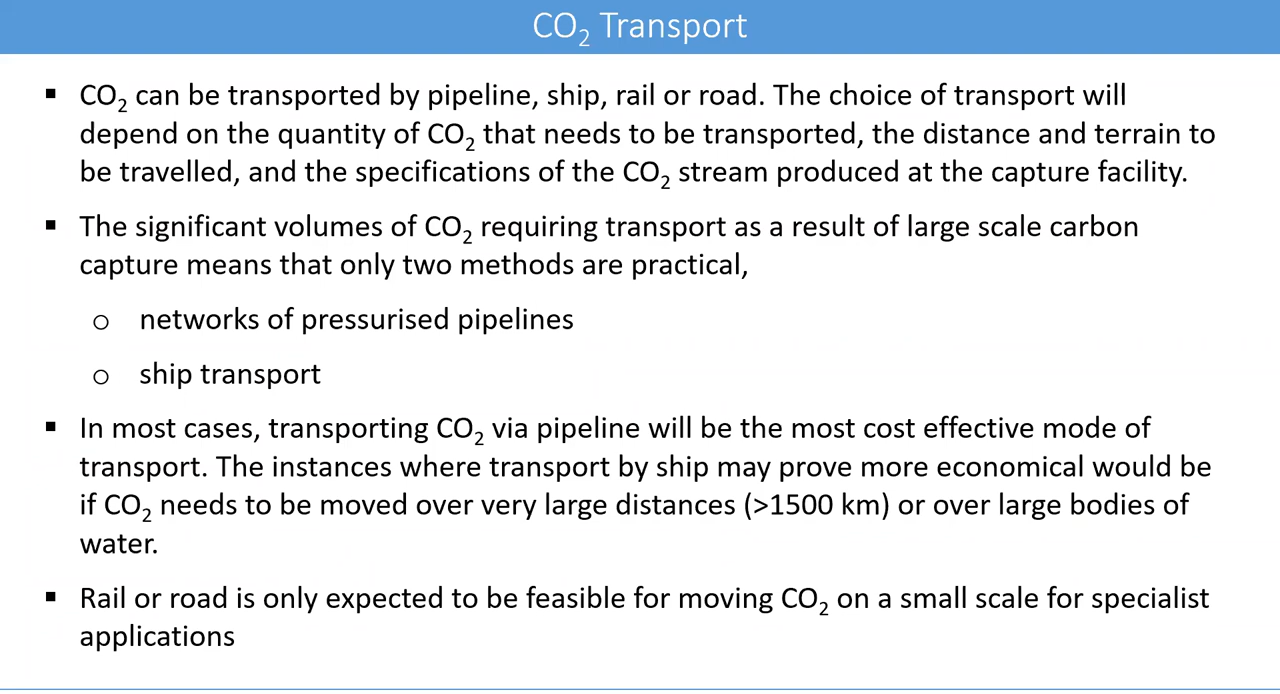 CO₂ Transport
▪ CO₂ can be transported by pipeline, ship, rail or road. The choice of transport will
depend on the quantity of CO₂ that needs to be transported, the distance and terrain to
be travelled, and the specifications of the CO₂ stream produced at the capture facility.
▪ The significant volumes of CO₂ requiring transport as a result of large scale carbon
capture means that only two methods are practical,
o networks of pressurised pipelines
o ship transport
▪ In most cases, transporting CO₂ via pipeline will be the most cost effective mode of
transport. The instances where transport by ship may prove more economical would be
if CO₂ needs to be moved over very large distances (>1500 km) or over large bodies of
water.
▪ Rail or road is only expected to be feasible for moving CO₂ on a small scale for specialist
applications